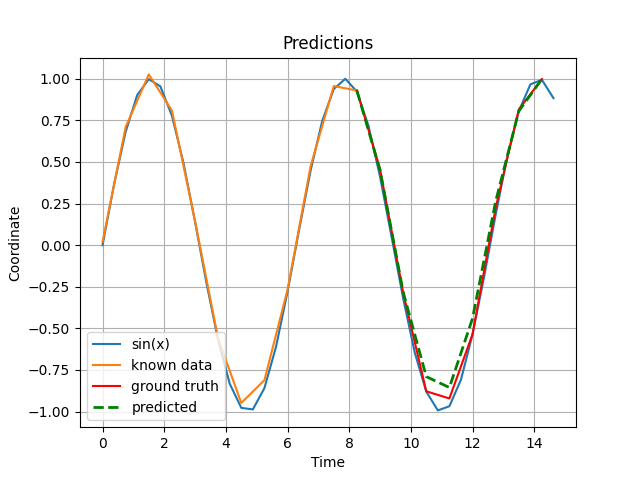 Predictions
Coordinate
1.00
0.75
0.50
0.25
0.00
−0.25
−0.50
−0.75
−1.00
sin(x)
known data
ground truth
predicted
0 2 4 6 8 10 12 14
Time